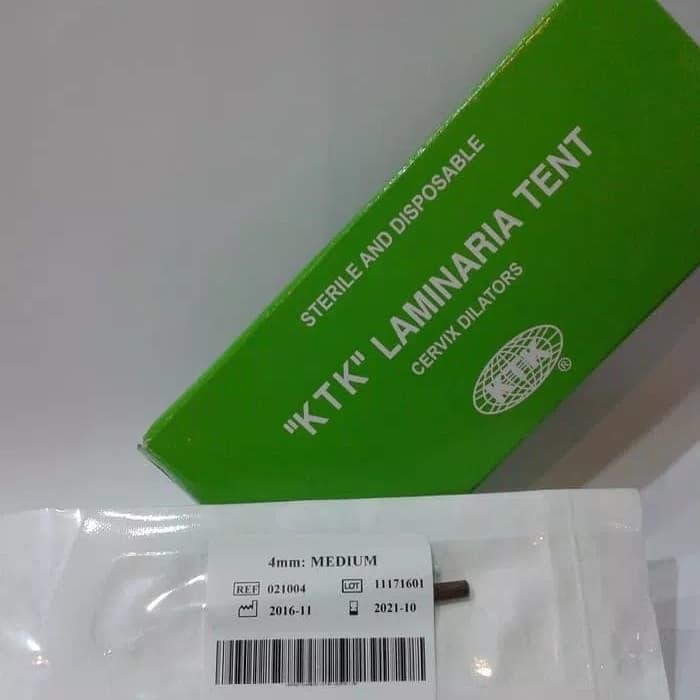 STERILE AND DISPOSABLE
"KTK" LAMINARIA TENT
CERVIX DILATORS
KTK ®
4mm: MEDIUM
REF 021004 LOT 11171601
2016-11 2021-10